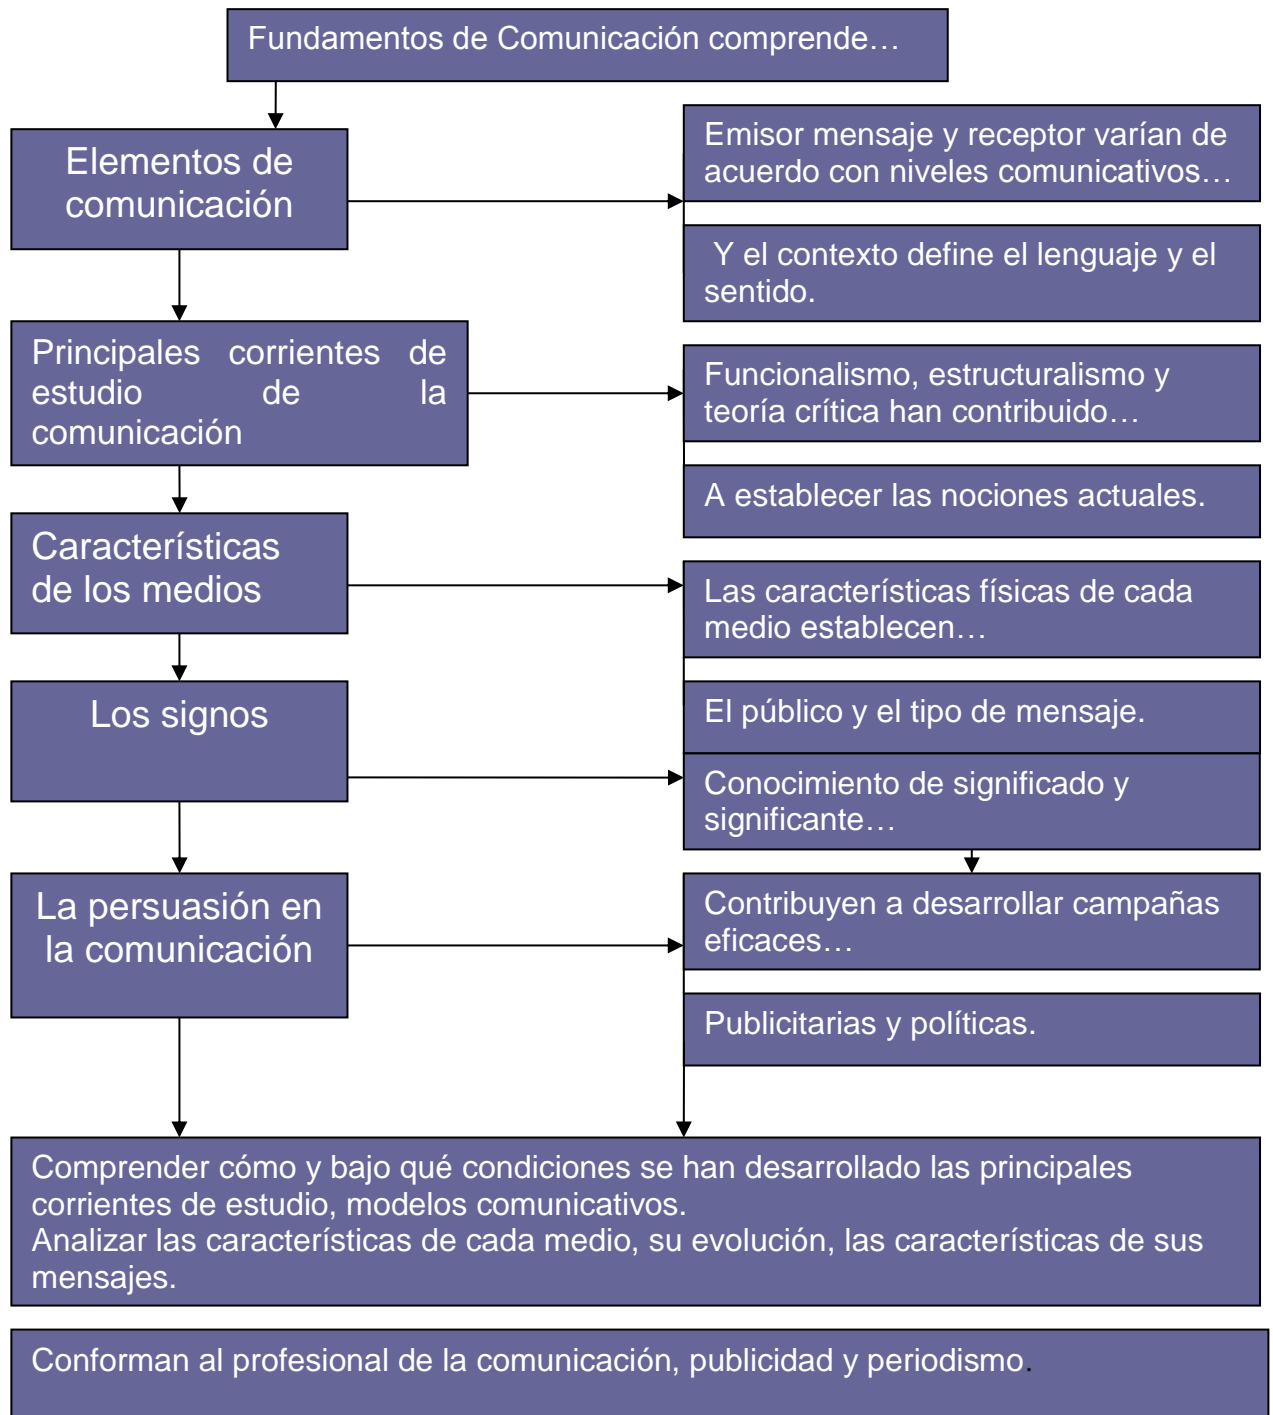 Fundamentos de Comunicación comprende…
Elementos de
comunicación
Emisor mensaje y receptor varían de
acuerdo con niveles comunicativos…
Y el contexto define el lenguaje y el
sentido.
Principales corrientes de
estudio de la
comunicación
Funcionalismo, estructuralismo y
teoría crítica han contribuido…
A establecer las nociones actuales.
Características
de los medios
Las características físicas de cada
medio establecen…
El público y el tipo de mensaje.
Los signos
Conocimiento de significado y
significante…
La persuasión en
la comunicación
Contribuyen a desarrollar campañas
eficaces…
Publicitarias y políticas.
Comprender cómo y bajo qué condiciones se han desarrollado las principales
corrientes de estudio, modelos comunicativos.
Analizar las características de cada medio, su evolución, las características de sus
mensajes.
Conforman al profesional de la comunicación, publicidad y periodismo.